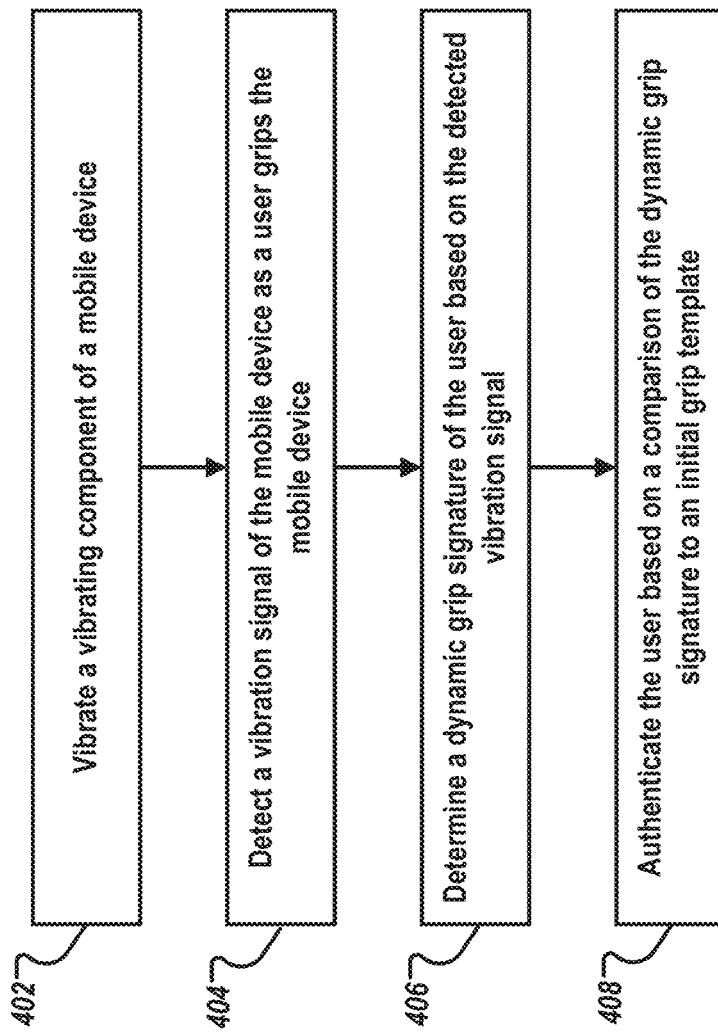 402
Vibrate a vibrating component of a mobile device
404
Detect a vibration signal of the mobile device as a user grips the
mobile device
406
Determine a dynamic grip signature of the user based on the detected
vibration signal
408
Authenticate the user based on a comparison of the dynamic grip
signature to an initial grip template